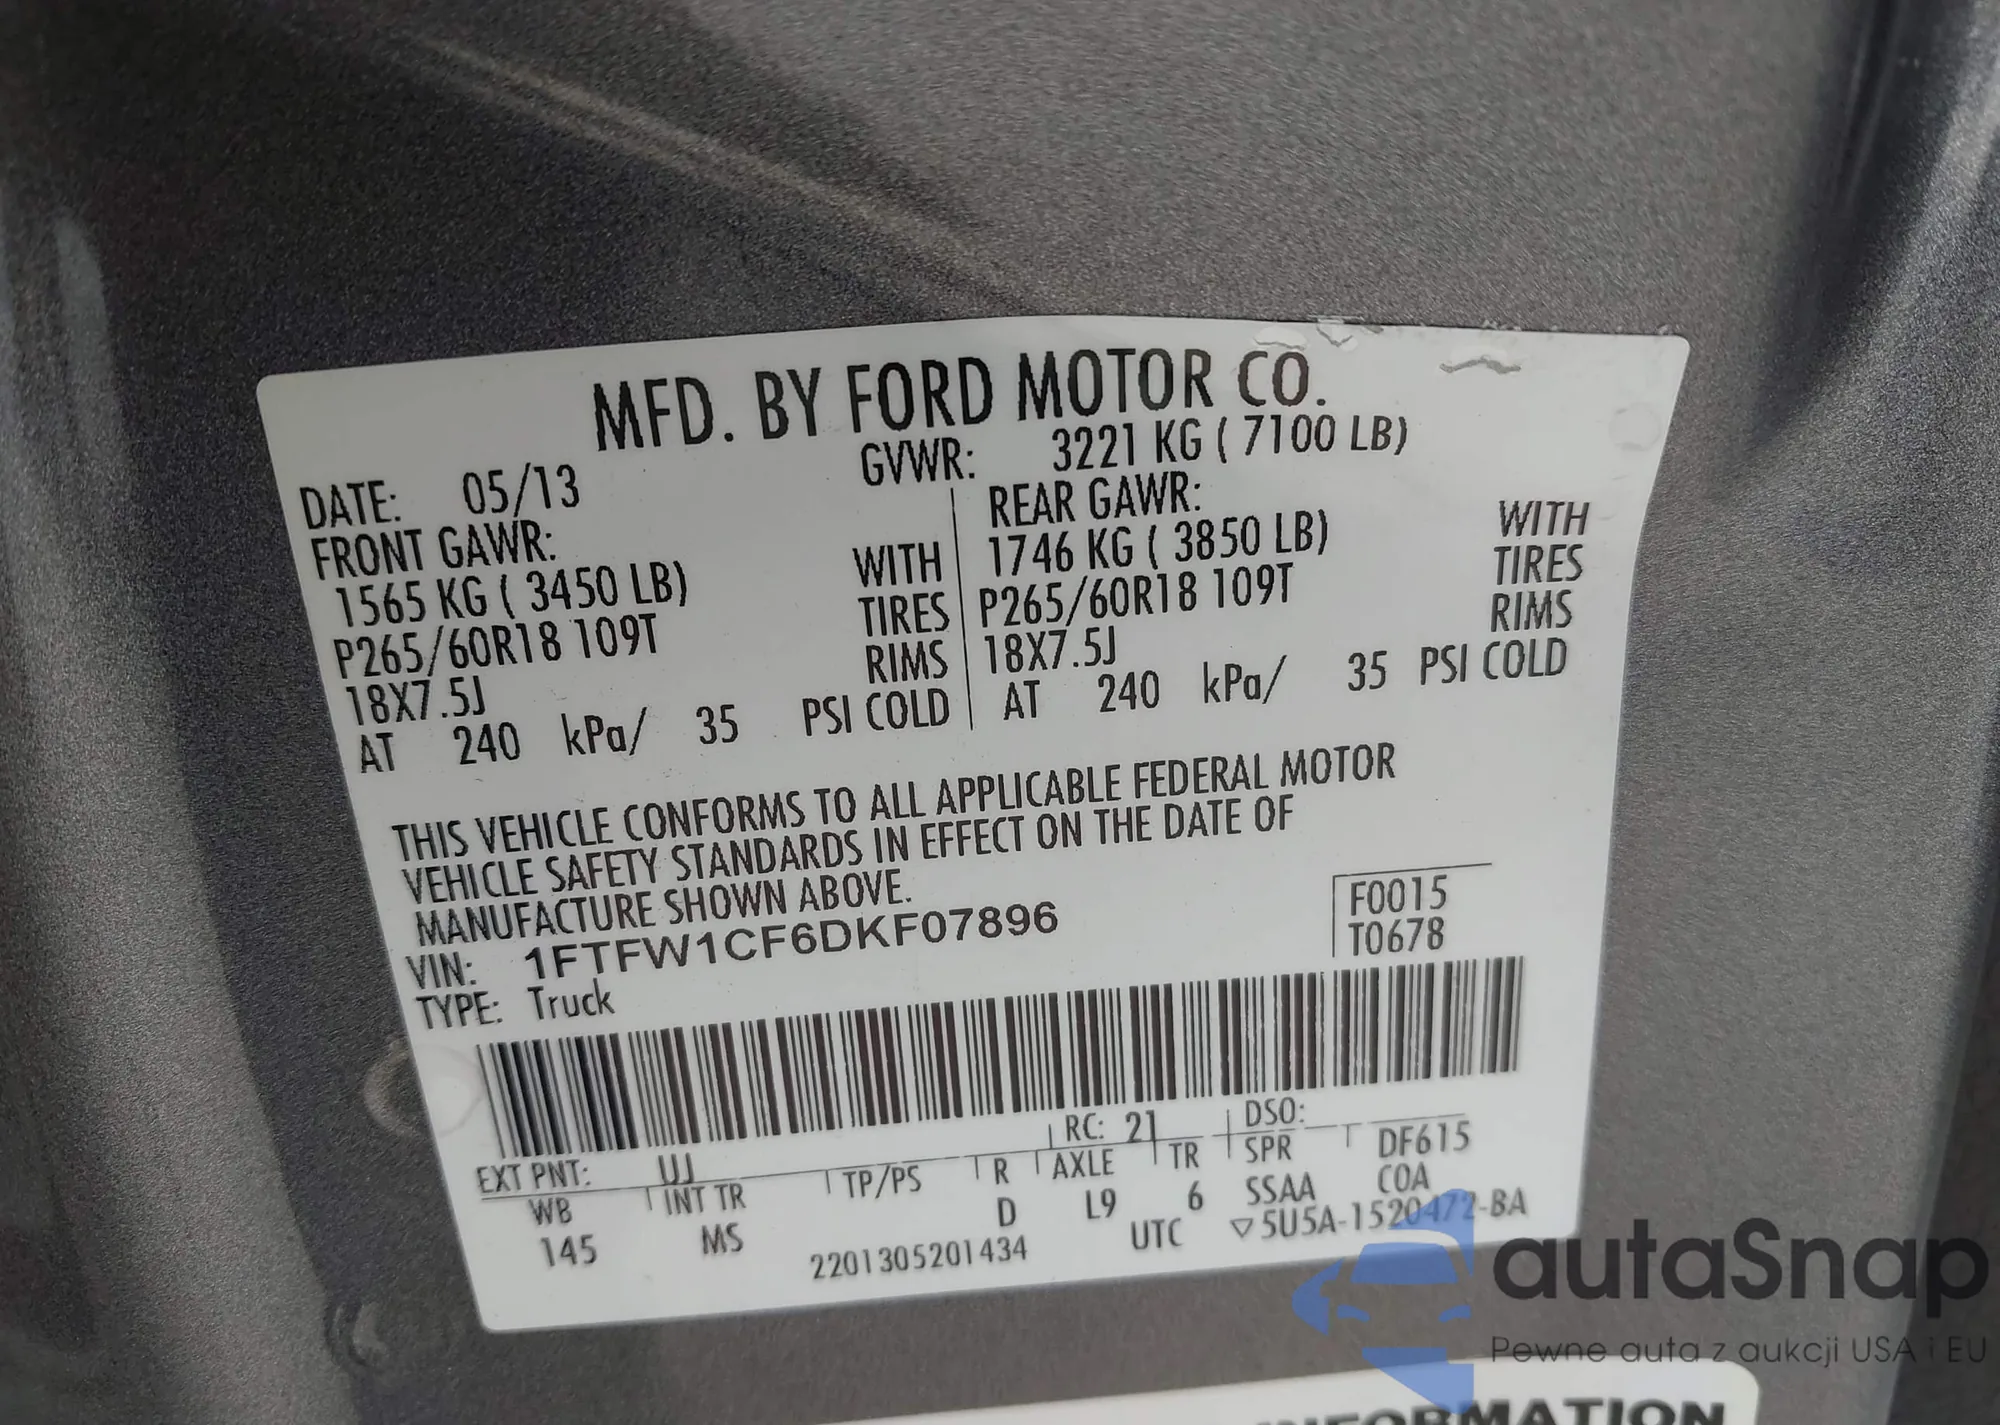 MFD. BY FORD MOTOR CO.
DATE: 05/13 GVWR: 3221 KG ( 7100 LB)
FRONT GAWR: REAR GAWR:
1565 KG ( 3450 LB) WITH 1746 KG ( 3850 LB) WITH
P265/60R18 109T TIRES P265/60R18 109T TIRES
18X7.5J RIMS 18X7.5J RIMS
AT 240 kPa/ 35 PSI COLD AT 240 kPa/ 35 PSI COLD
THIS VEHICLE CONFORMS TO ALL APPLICABLE FEDERAL MOTOR
VEHICLE SAFETY STANDARDS IN EFFECT ON THE DATE OF
MANUFACTURE SHOWN ABOVE.
VIN: 1FTFW1CF6DKF07896
F0015
TYPE: Truck
T0678
EXT PNT: UJ RC: 21 DSO: DF615
WB INT TR TP/PS R AXLE TR SPR COA
145 MS D L9 6 SSAA
2201305201434 UTC ▽5U5A-1520472-BA
autaSnap
Pewne auta z aukcji USA i EU
INFORMATION